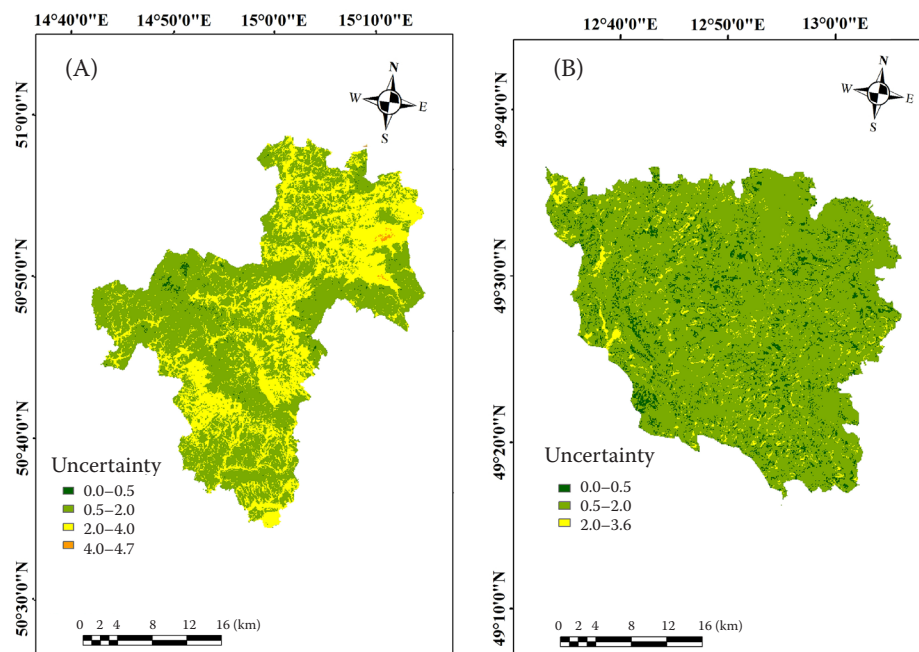 14°40'0"E 14°50'0"E 15°0'0"E 15°10'0"E
(A)
N
W E
S
51°0'0"N
50°50'0"N
50°40'0"N
50°30'0"N
Uncertainty
0.0–0.5
0.5–2.0
2.0–4.0
4.0–4.7
0 2 4 8 12 16 (km)
12°40'0"E 12°50'0"E 13°0'0"E
(B)
N
W E
S
49°40'0"N
49°30'0"N
49°20'0"N
49°10'0"N
Uncertainty
0.0–0.5
0.5–2.0
2.0–3.6
0 2 4 8 12 16 (km)